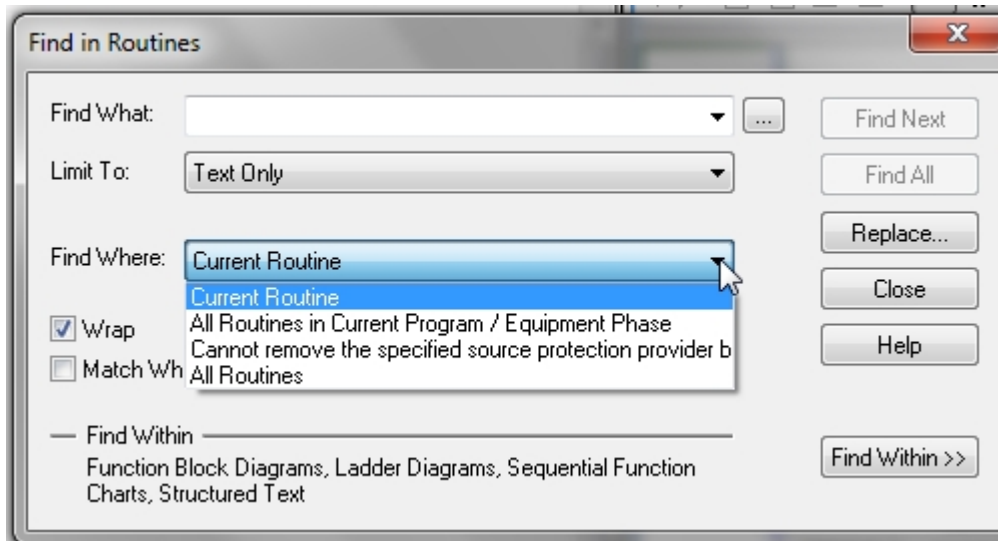 Find in Routines
Find What:
...
Find Next
Limit To:
Text Only
Find All
Replace...
Find Where:
Current Routine
Close
Current Routine
All Routines in Current Program / Equipment Phase
Cannot remove the specified source protection provider b
All Routines
Wrap
Match Wh
Help
Find Within
Function Block Diagrams, Ladder Diagrams, Sequential Function
Charts, Structured Text
Find Within >>